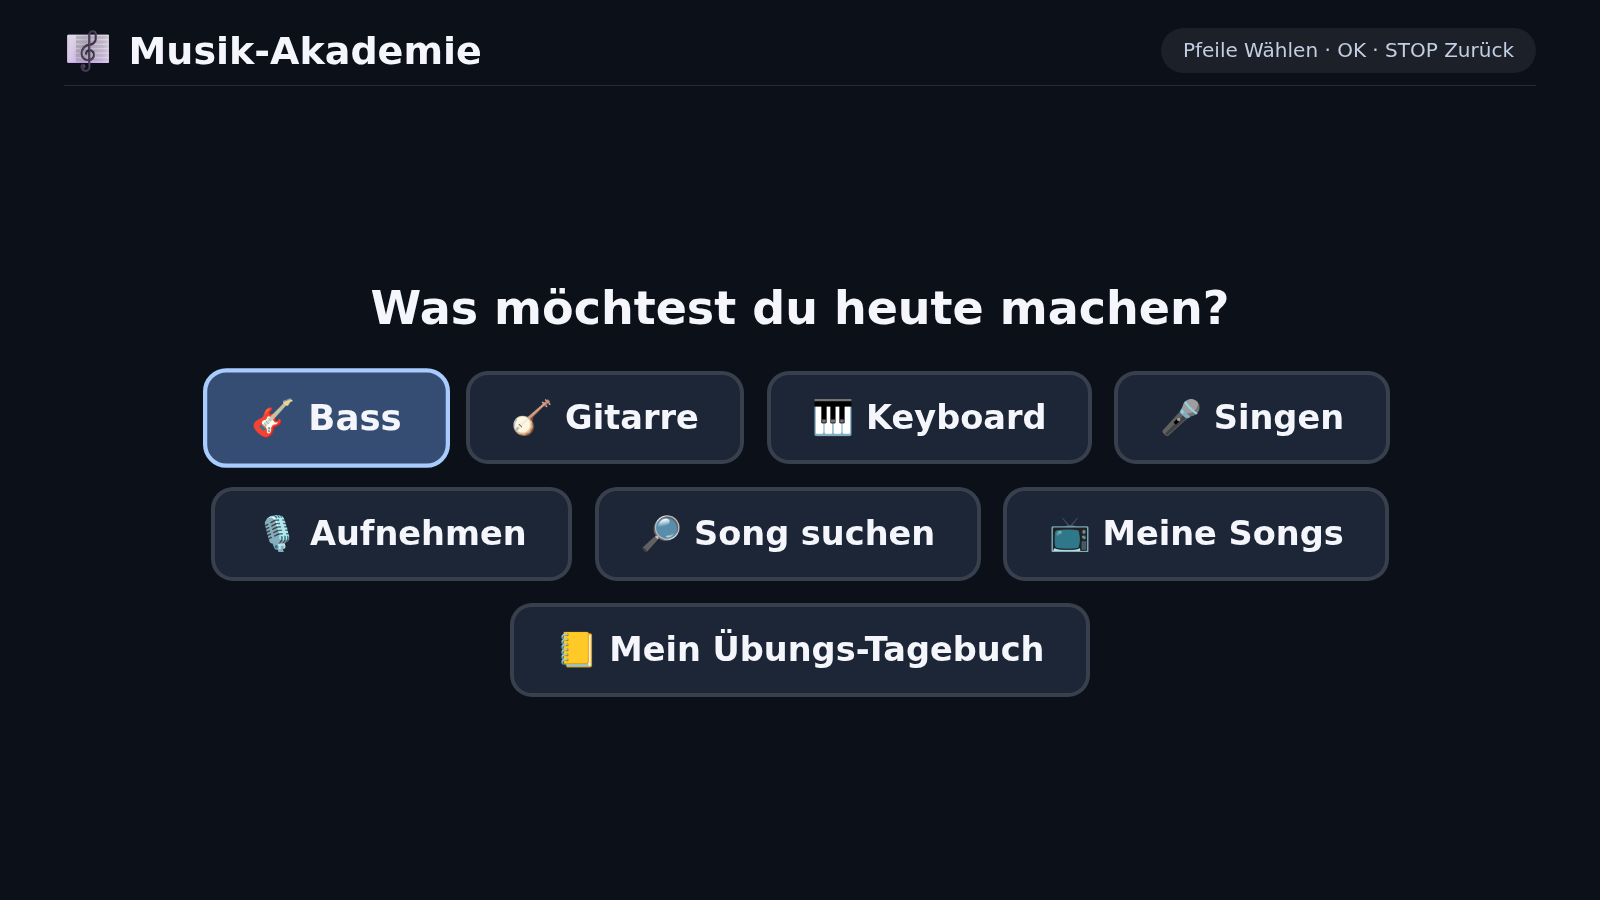 Musik-Akademie
Pfeile Wählen · OK · STOP Zurück
Was möchtest du heute machen?
Bass
Gitarre
Keyboard
Singen
Aufnehmen
Song suchen
Meine Songs
Mein Übungs-Tagebuch